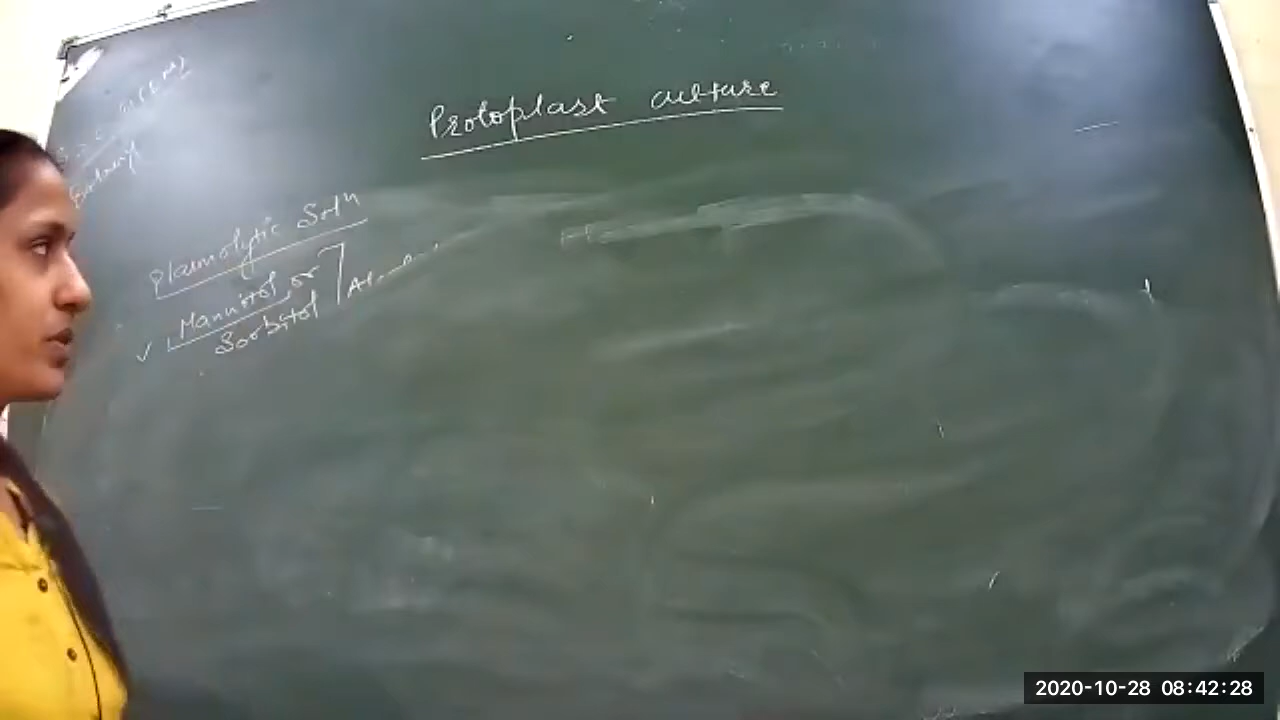 Protoplast culture
Plasmolytic Soln
Mannitol or
Sorbitol
2020-10-28 08:42:28